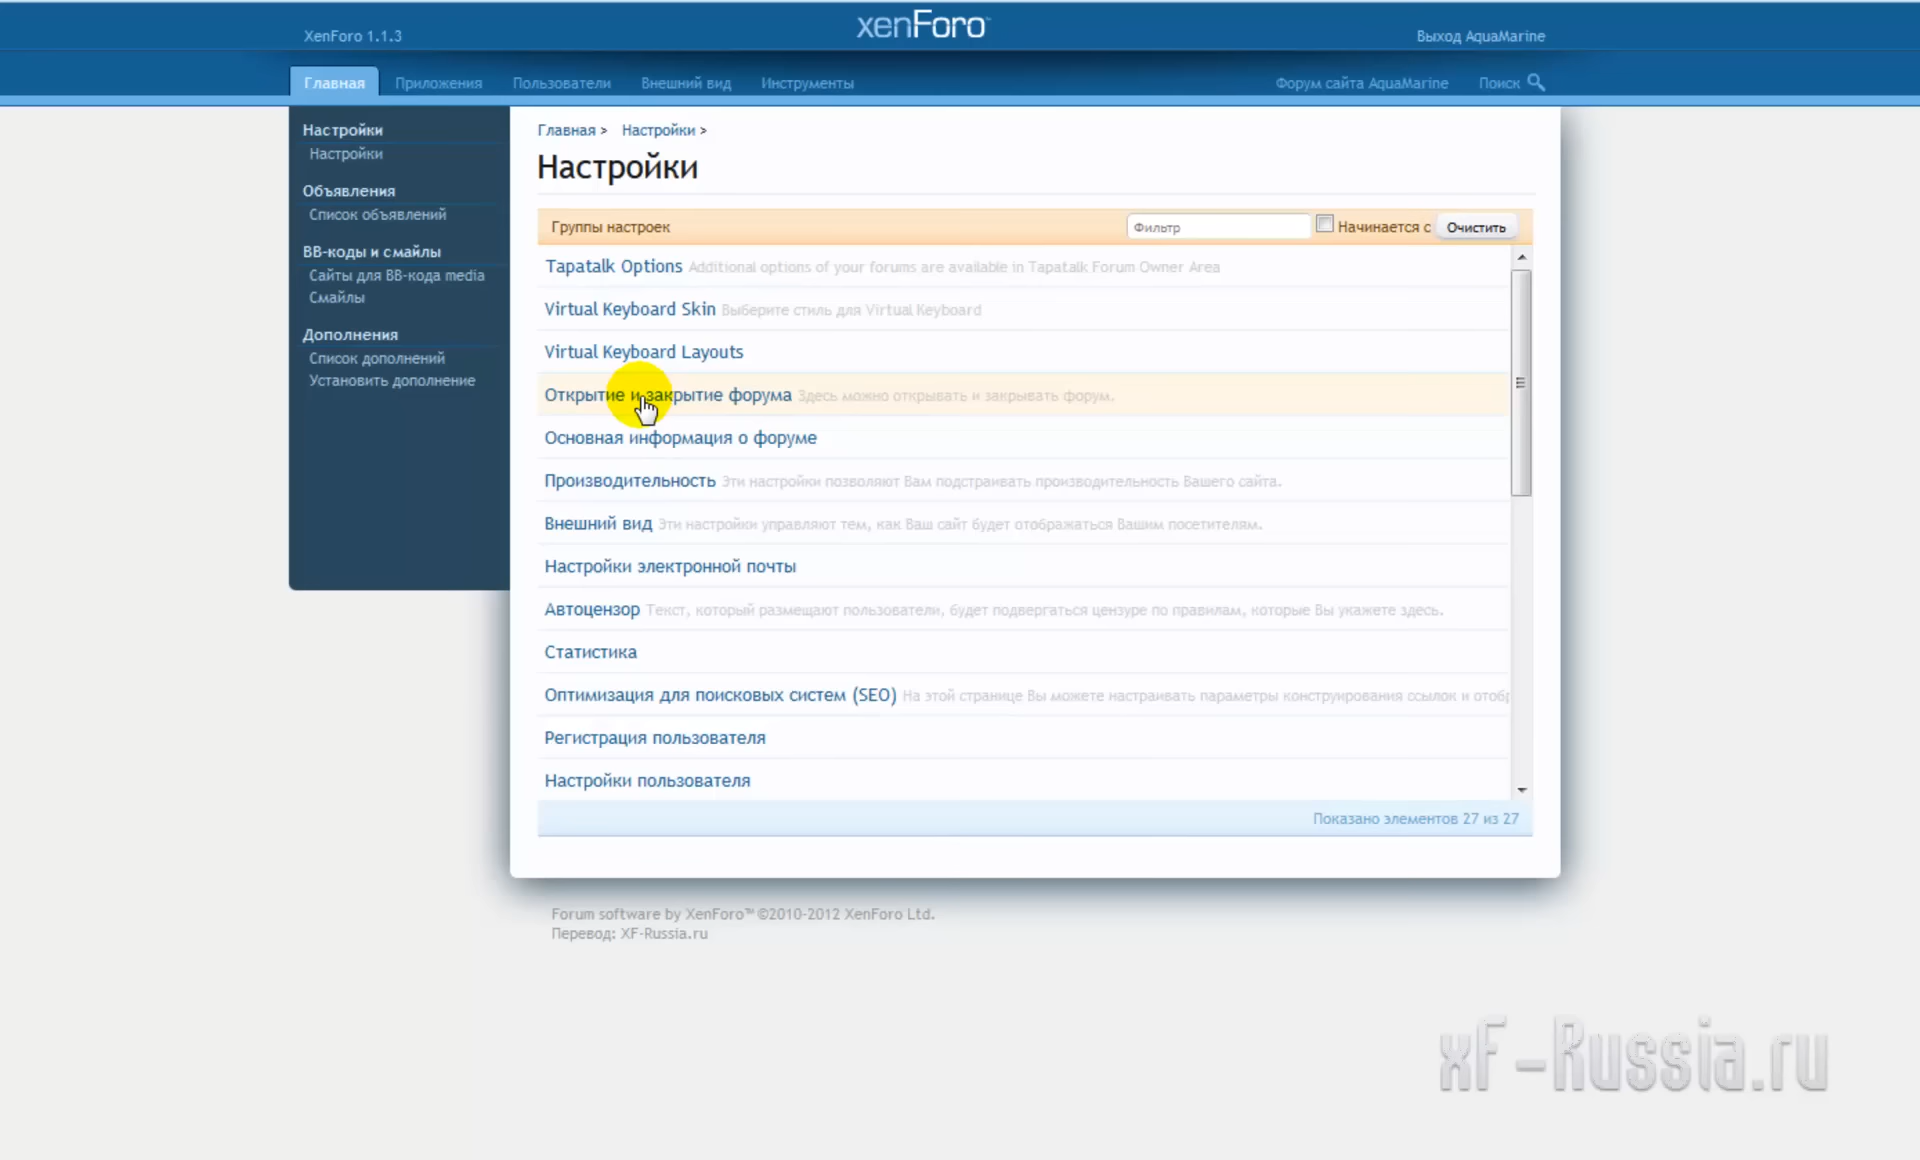 XenForo 1.1.3
xenForo™
Выход AquaMarine
Главная
Приложения
Пользователи
Внешний вид
Инструменты
Форум сайта AquaMarine
Поиск
Настройки
Настройки
Объявления
Список объявлений
BB-коды и смайлы
Сайты для BB-кода media
Смайлы
Дополнения
Список дополнений
Установить дополнение
Главная > Настройки >
Настройки
Группы настроек
Фильтр
Начинается с
Очистить
Tapatalk Options Additional options of your forums are available in Tapatalk Forum Owner Area
Virtual Keyboard Skin Выберите стиль для Virtual Keyboard
Virtual Keyboard Layouts
Открытие и закрытие форума Здесь можно открывать и закрывать форум.
Основная информация о форуме
Производительность Эти настройки позволяют Вам подстраивать производительность Вашего сайта.
Внешний вид Эти настройки управляют тем, как Ваш сайт будет отображаться Вашим посетителям.
Настройки электронной почты
Автоцензор Текст, который размещают пользователи, будет подвергаться цензуре по правилам, которые Вы укажете здесь.
Статистика
Оптимизация для поисковых систем (SEO) На этой странице Вы можете настраивать параметры конструирования ссылок и
Регистрация пользователя
Настройки пользователя
Показано элементов 27 из 27
Forum software by XenForo™ ©2010-2012 XenForo Ltd.
Перевод: XF-Russia.ru
xF-Russia.ru